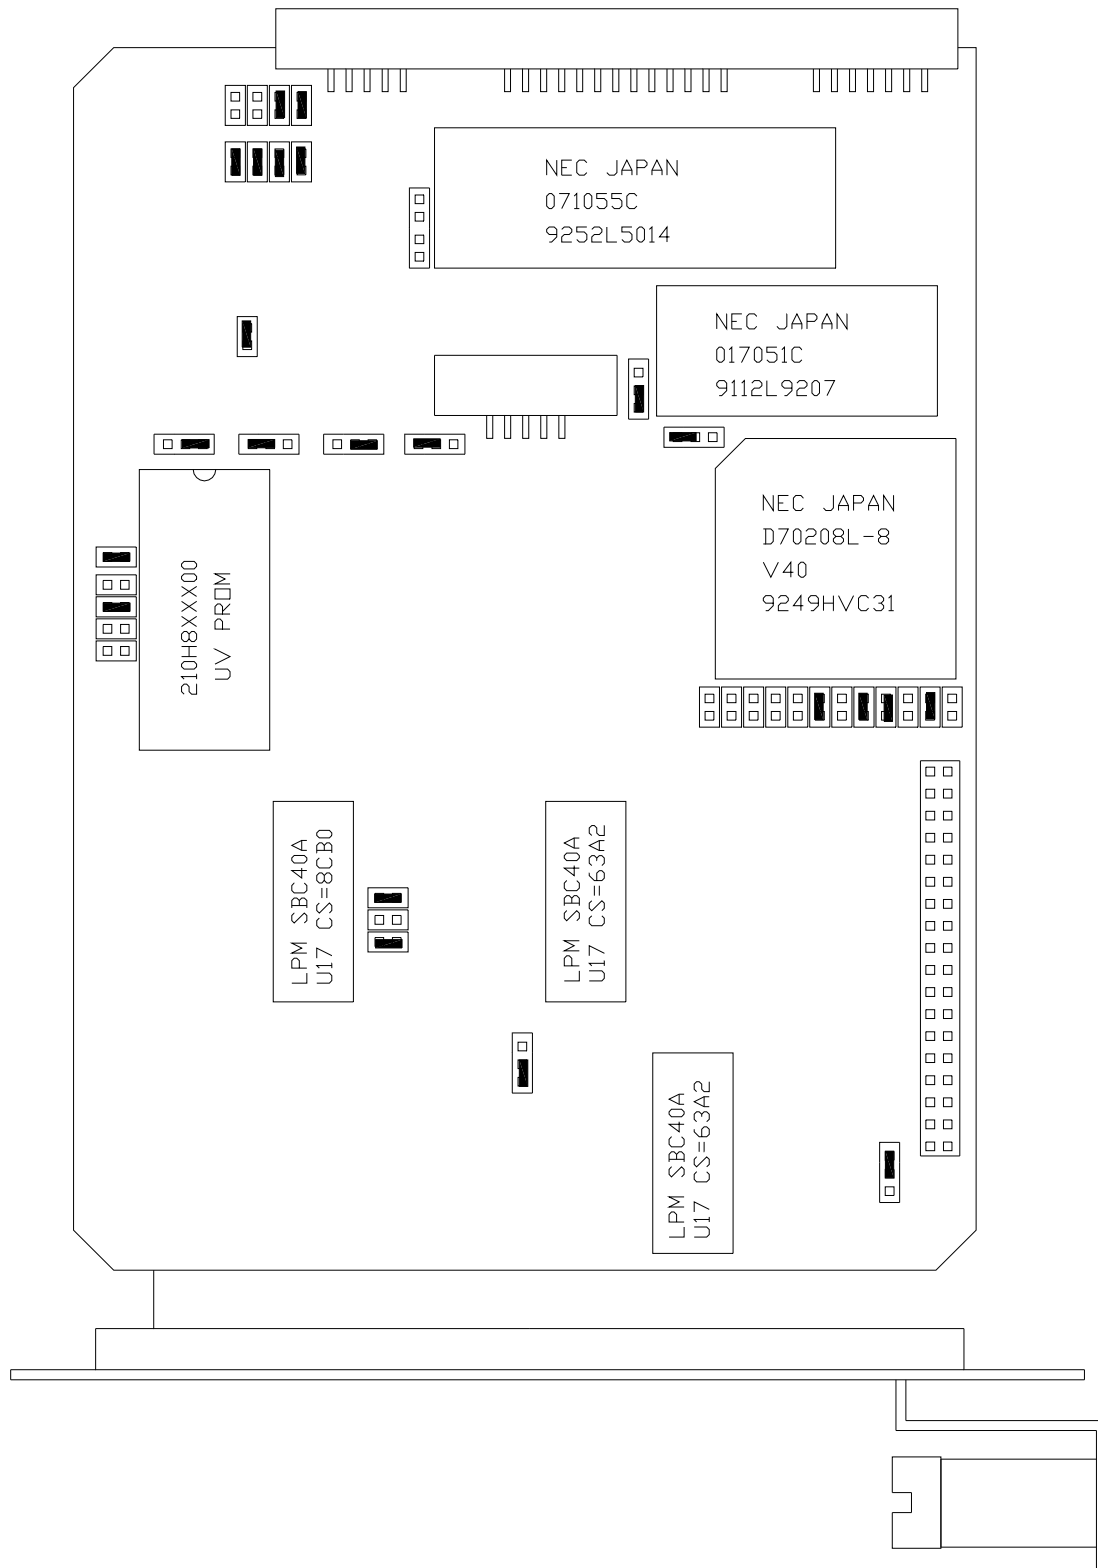 NEC JAPAN
071055C
9252L5014
NEC JAPAN
017051C
9112L9207
NEC JAPAN
D70208L-8
V40
9249HVC31
210H8XXX00
UV PROM
LPM SBC40A
U17 CS=8CB0
LPM SBC40A
U17 CS=63A2
LPM SBC40A
U17 CS=63A2